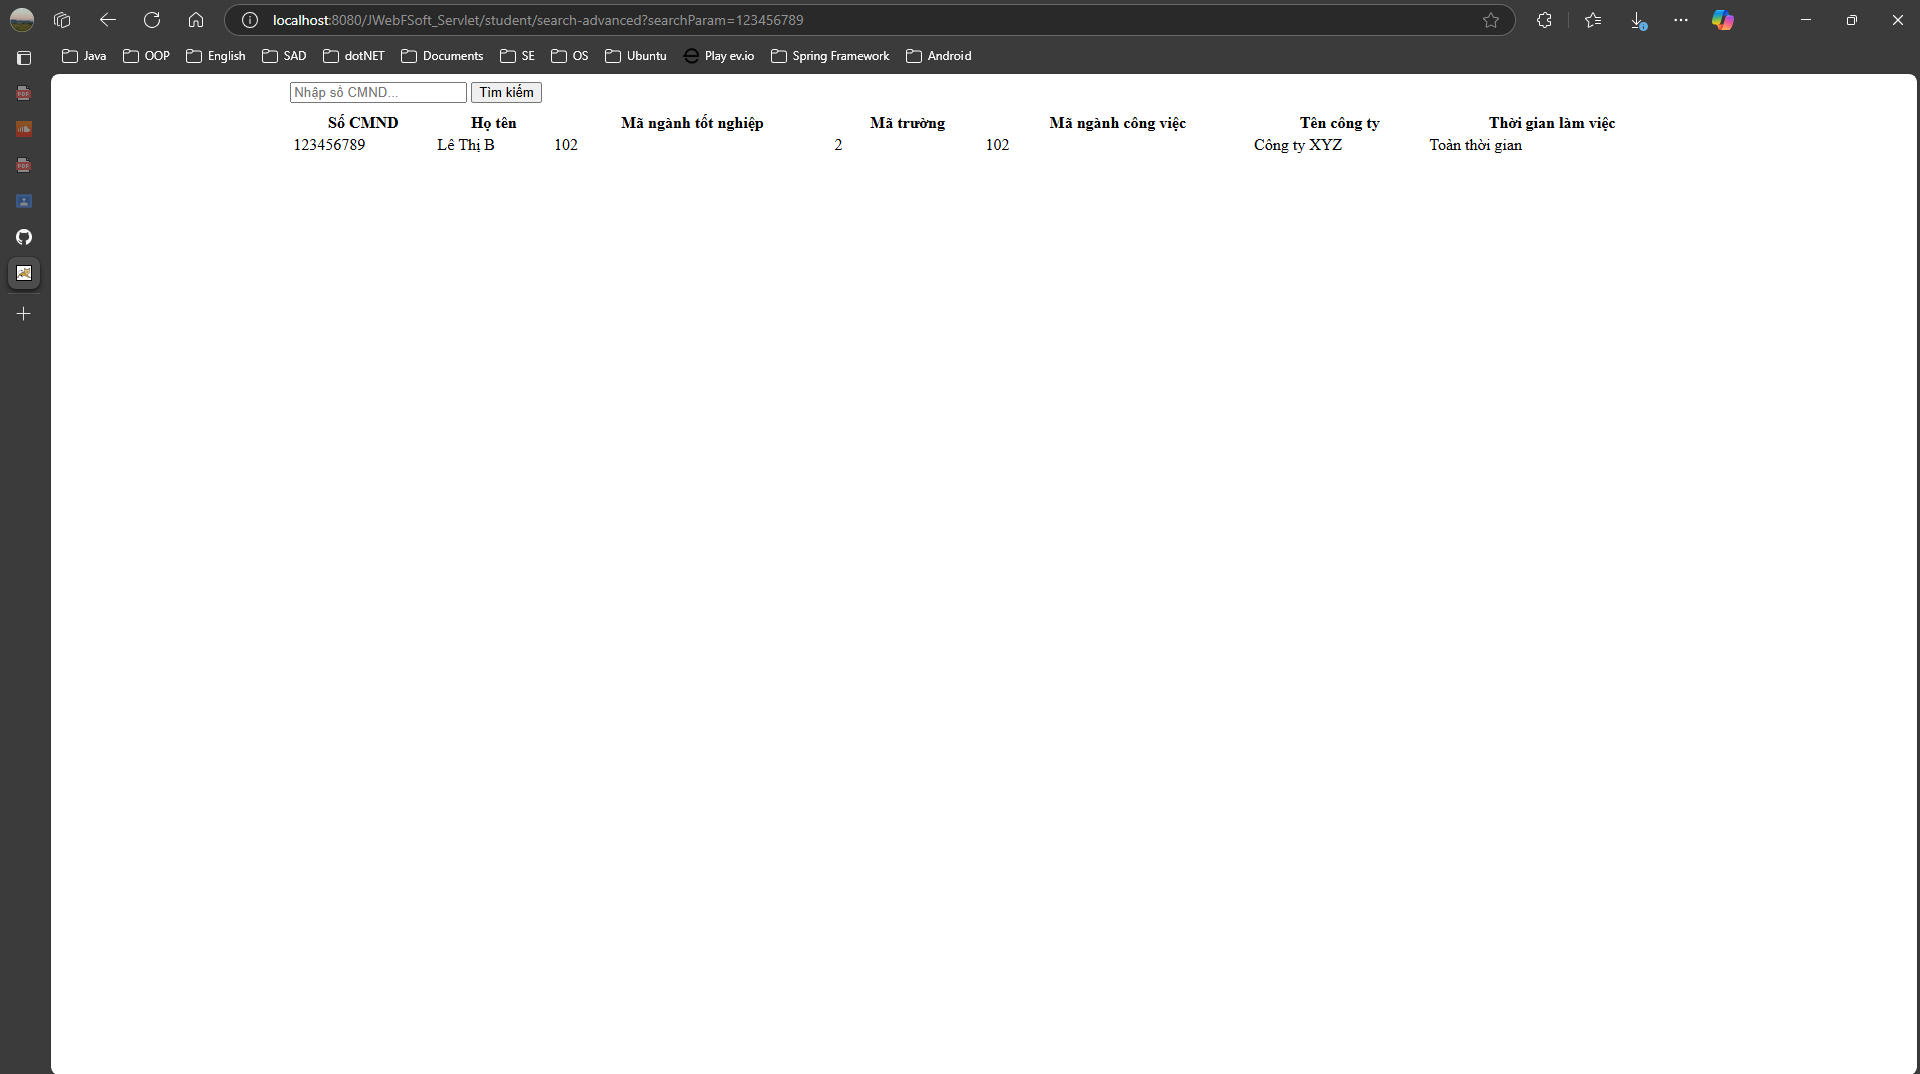 localhost:8080/JWebFSoft_Servlet/student/search-advanced?searchParam=123456789
Java OOP English SAD dotNET Documents SE OS Ubuntu Play ev.io Spring Framework Android
Nhập số CMND... Tìm kiếm
Số CMND Họ tên Mã ngành tốt nghiệp Mã trường Mã ngành công việc Tên công ty Thời gian làm việc
123456789 Lê Thị B 102 2 102 Công ty XYZ Toàn thời gian